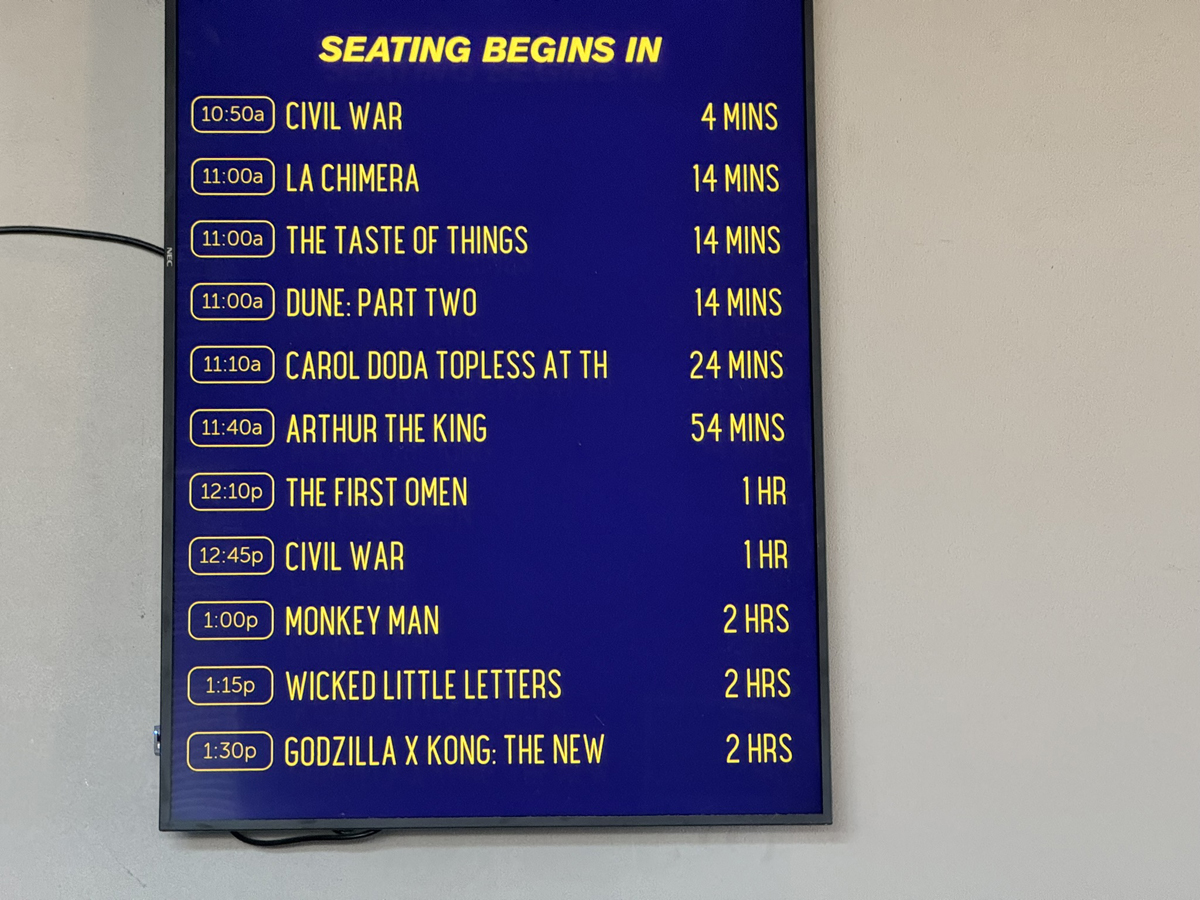 SEATING BEGINS IN
10:50a CIVIL WAR 4 MINS
11:00a LA CHIMERA 14 MINS
11:00a THE TASTE OF THINGS 14 MINS
11:00a DUNE: PART TWO 14 MINS
11:10a CAROL DODA TOPLESS AT TH 24 MINS
11:40a ARTHUR THE KING 54 MINS
12:10p THE FIRST OMEN 1 HR
12:45p CIVIL WAR 1 HR
1:00p MONKEY MAN 2 HRS
1:15p WICKED LITTLE LETTERS 2 HRS
1:30p GODZILLA X KONG: THE NEW 2 HRS
NEC